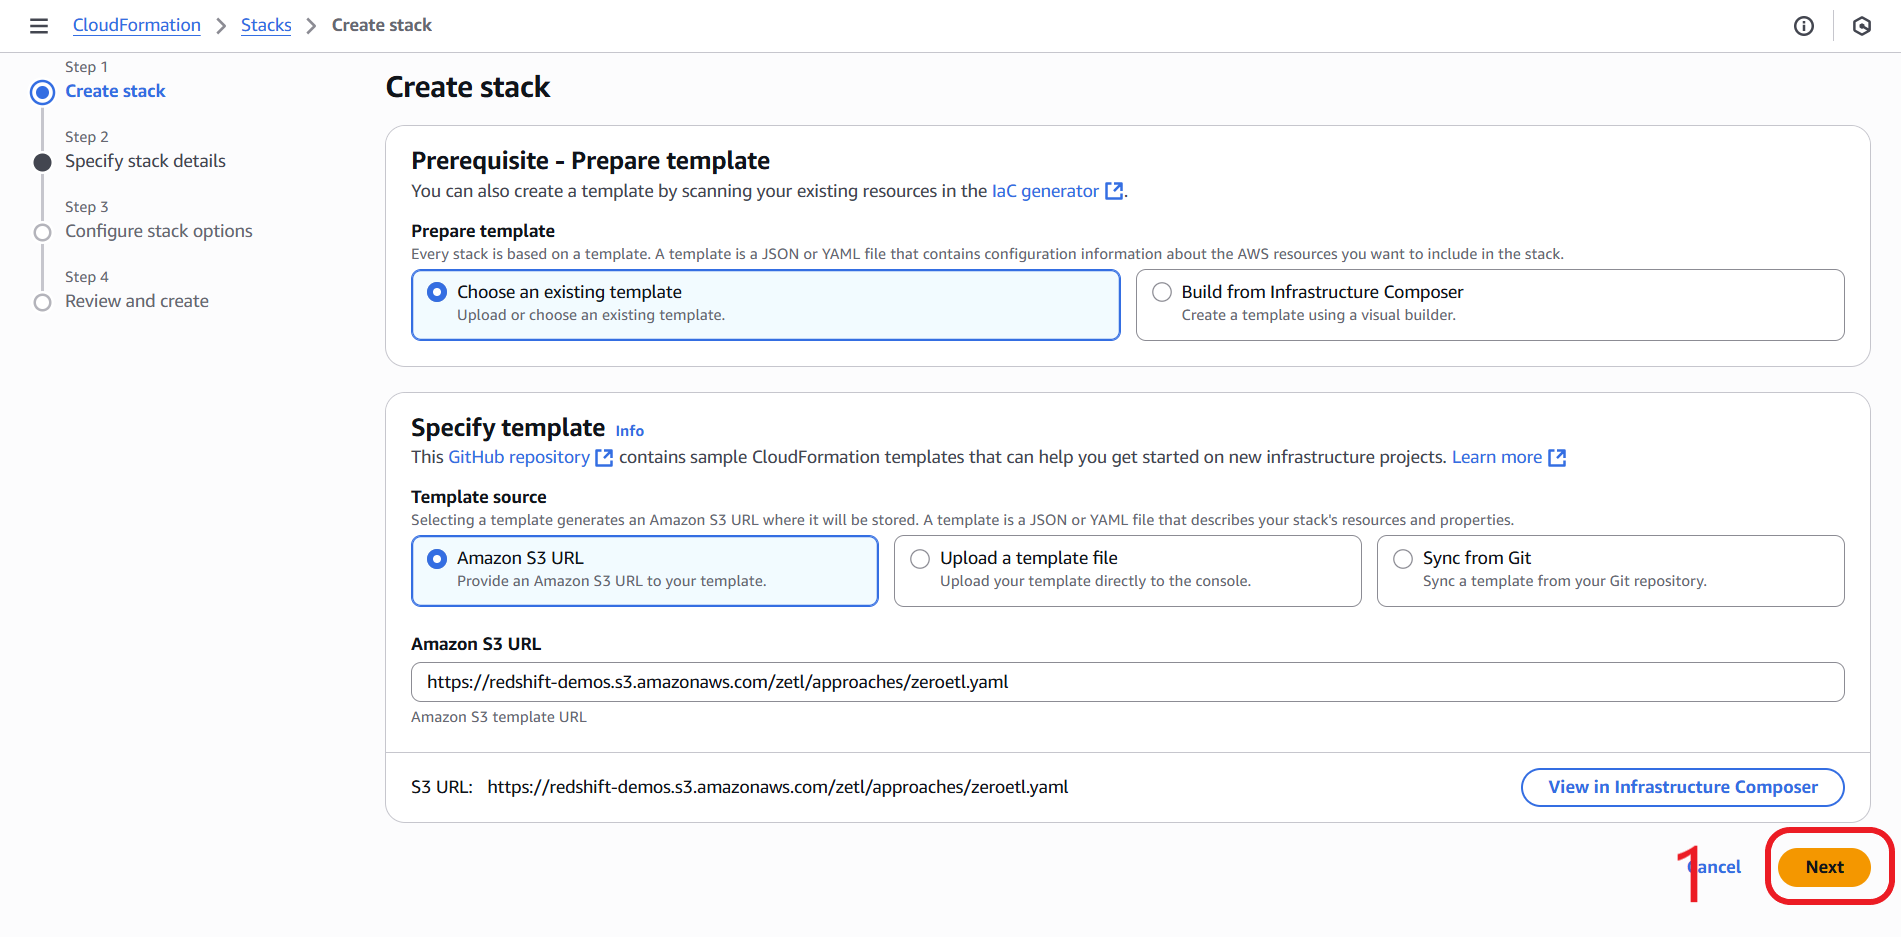 CloudFormation > Stacks > Create stack
Step 1
Create stack
Step 2
Specify stack details
Step 3
Configure stack options
Step 4
Review and create
Create stack
Prerequisite - Prepare template
You can also create a template by scanning your existing resources in the IaC generator.
Prepare template
Every stack is based on a template. A template is a JSON or YAML file that contains configuration information about the AWS resources you want to include in the stack.
Choose an existing template
Upload or choose an existing template.
Build from Infrastructure Composer
Create a template using a visual builder.
Specify template Info
This GitHub repository contains sample CloudFormation templates that can help you get started on new infrastructure projects. Learn more
Template source
Selecting a template generates an Amazon S3 URL where it will be stored. A template is a JSON or YAML file that describes your stack's resources and properties.
Amazon S3 URL
Provide an Amazon S3 URL to your template.
Upload a template file
Upload your template directly to the console.
Sync from Git
Sync a template from your Git repository.
Amazon S3 URL
https://redshift-demos.s3.amazonaws.com/zetl/approaches/zeroetl.yaml
Amazon S3 template URL
S3 URL: https://redshift-demos.s3.amazonaws.com/zetl/approaches/zeroetl.yaml
View in Infrastructure Composer
1
Cancel
Next